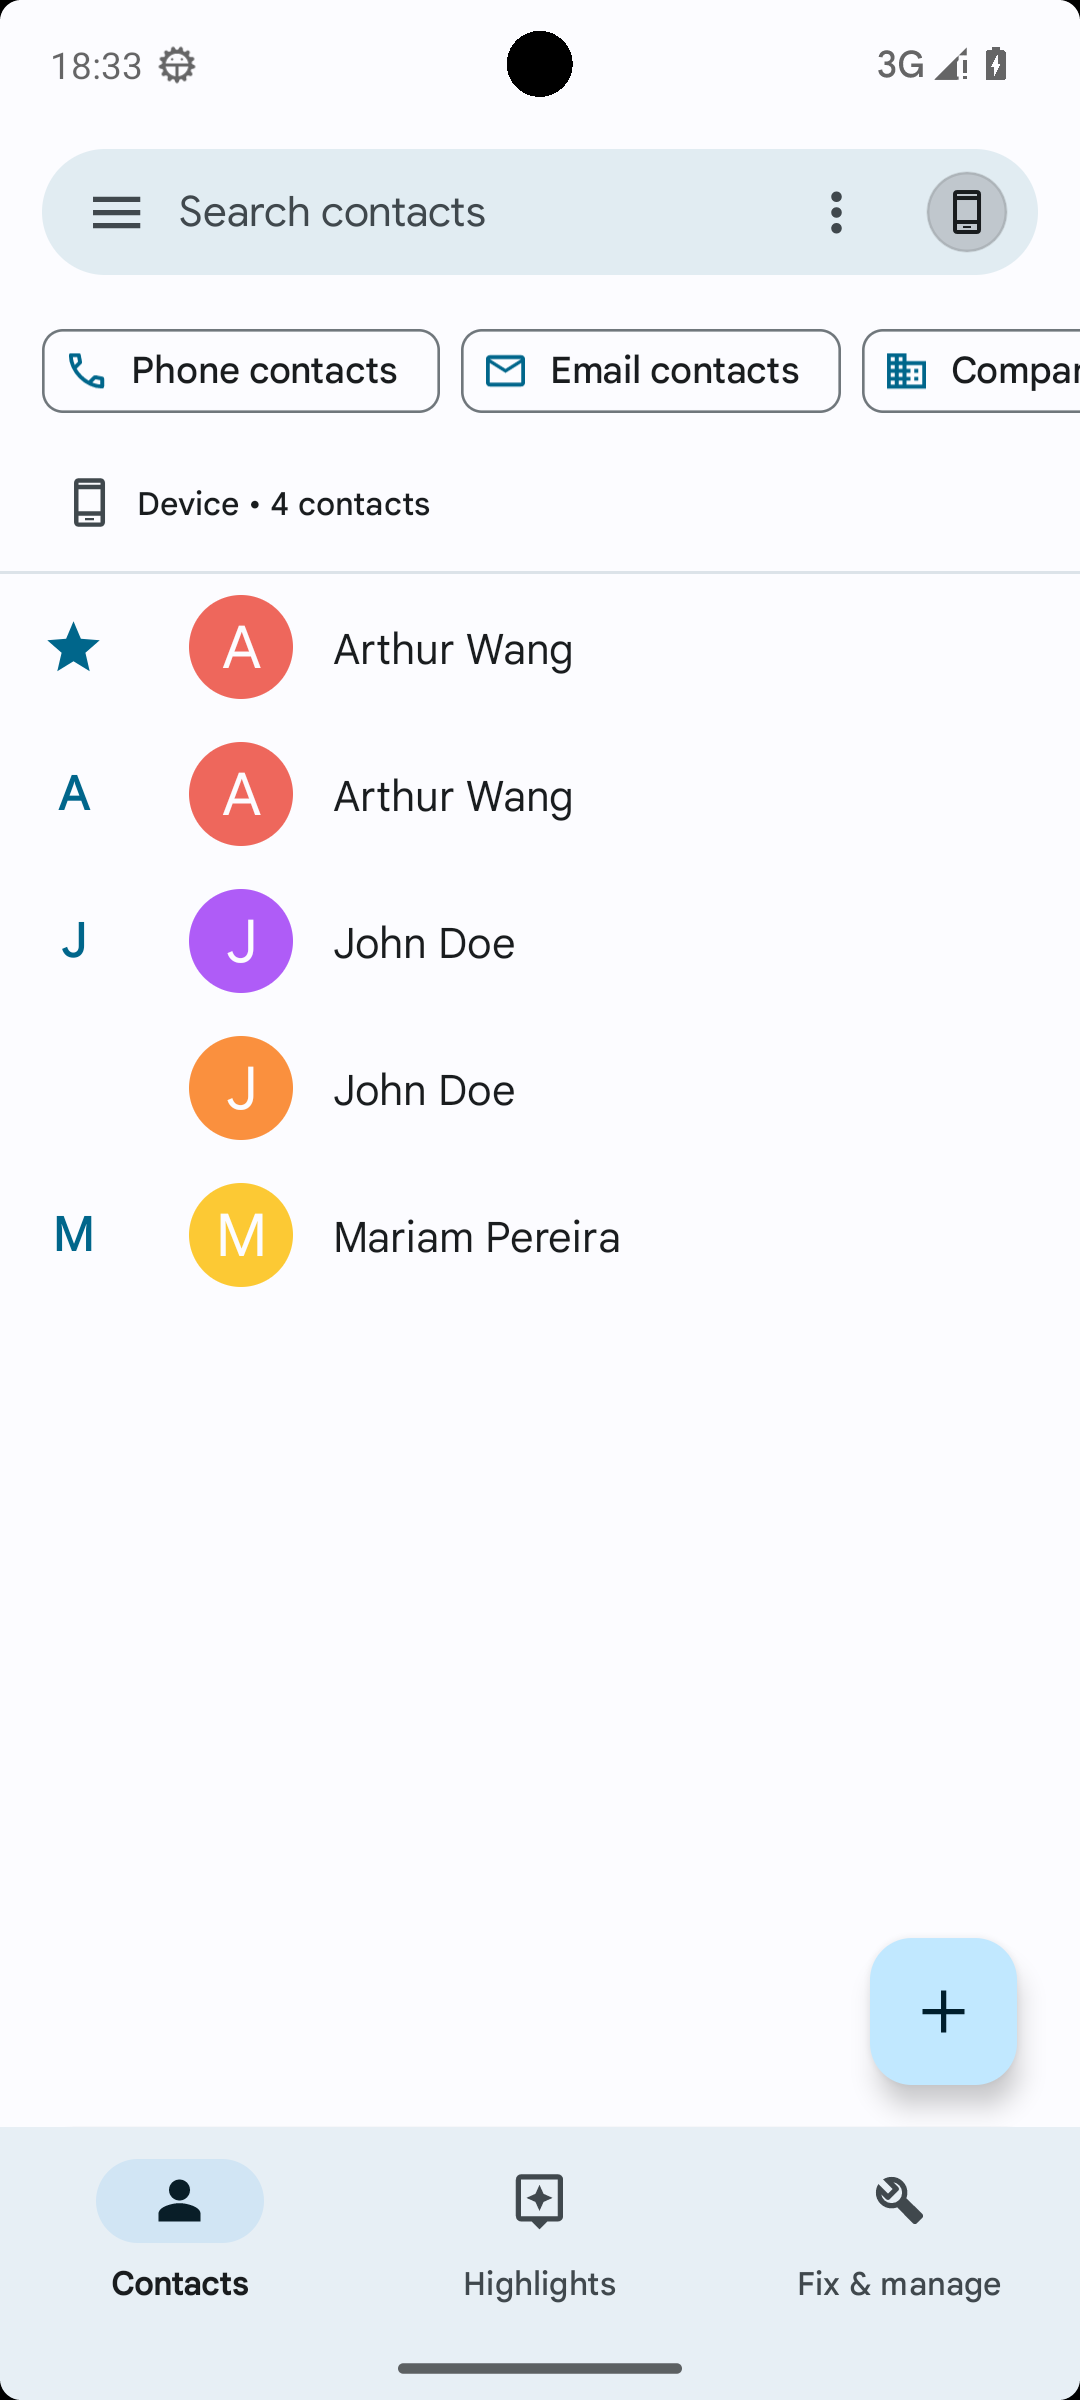 18:33 3G
Search contacts
Phone contacts Email contacts
Device • 4 contacts
A Arthur Wang
A A Arthur Wang
J J John Doe
J John Doe
M M Mariam Pereira
Contacts Highlights Fix & manage